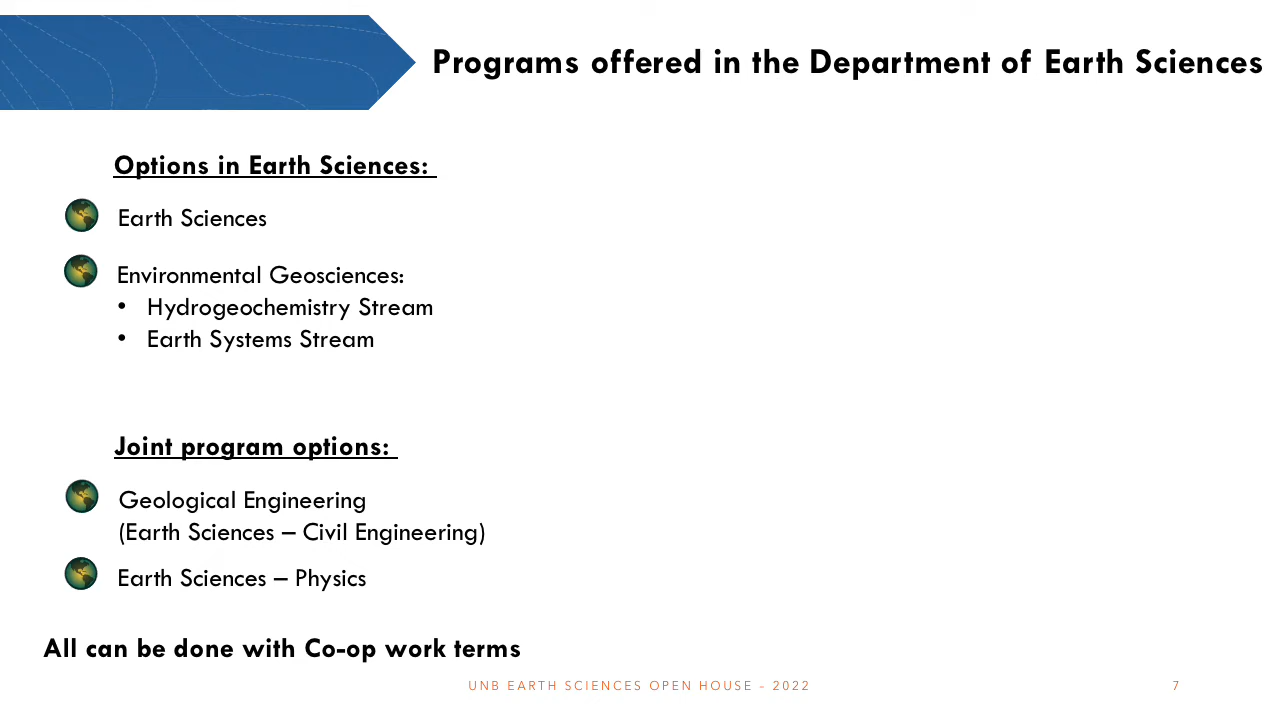 Programs offered in the Department of Earth Sciences
Options in Earth Sciences:
Earth Sciences
Environmental Geosciences:
• Hydrogeochemistry Stream
• Earth Systems Stream
Joint program options:
Geological Engineering
(Earth Sciences – Civil Engineering)
Earth Sciences – Physics
All can be done with Co-op work terms
UNB EARTH SCIENCES OPEN HOUSE - 2022
7